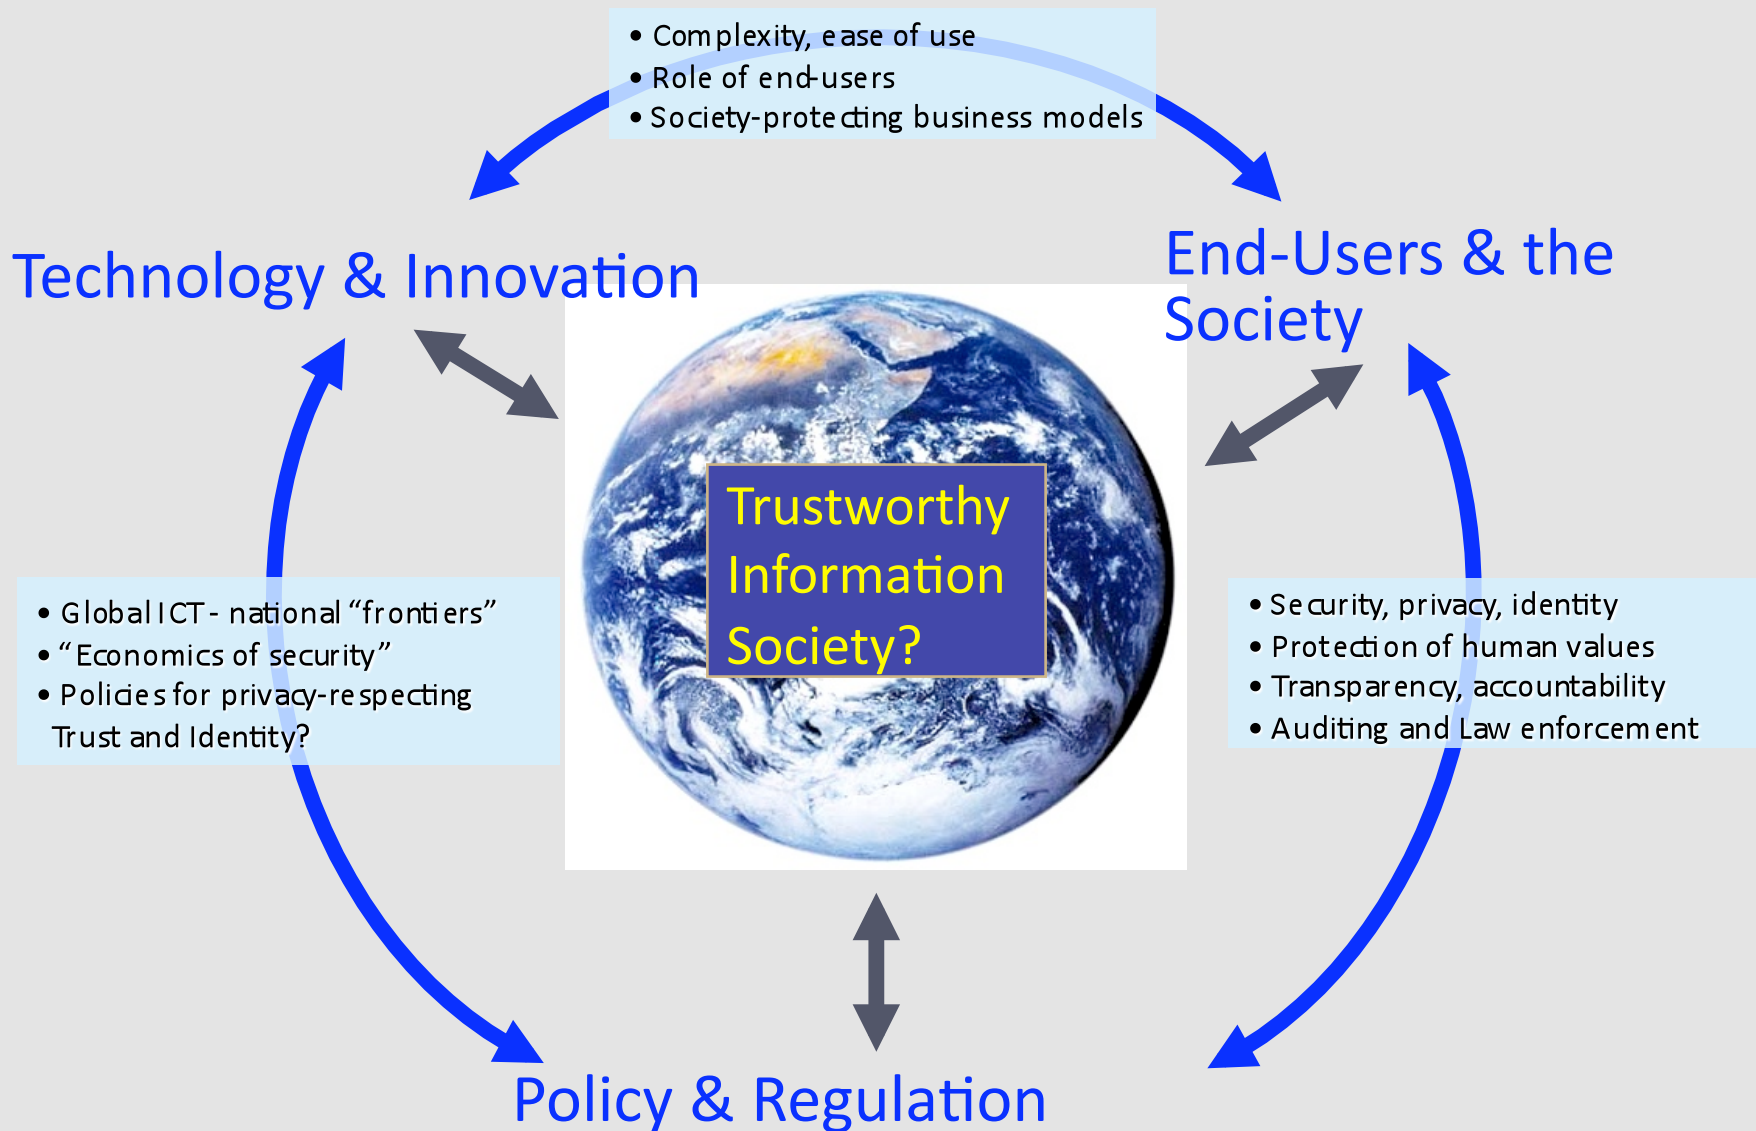 • Complexity, ease of use
• Role of end-users
• Society-protecting business models
Technology & Innovation
End-Users & the
Society
Trustworthy
Information
Society?
• Global ICT - national “frontiers”
• “Economics of security”
• Policies for privacy-respecting
Trust and Identity?
• Security, privacy, identity
• Protection of human values
• Transparency, accountability
• Auditing and Law enforcement
Policy & Regulation